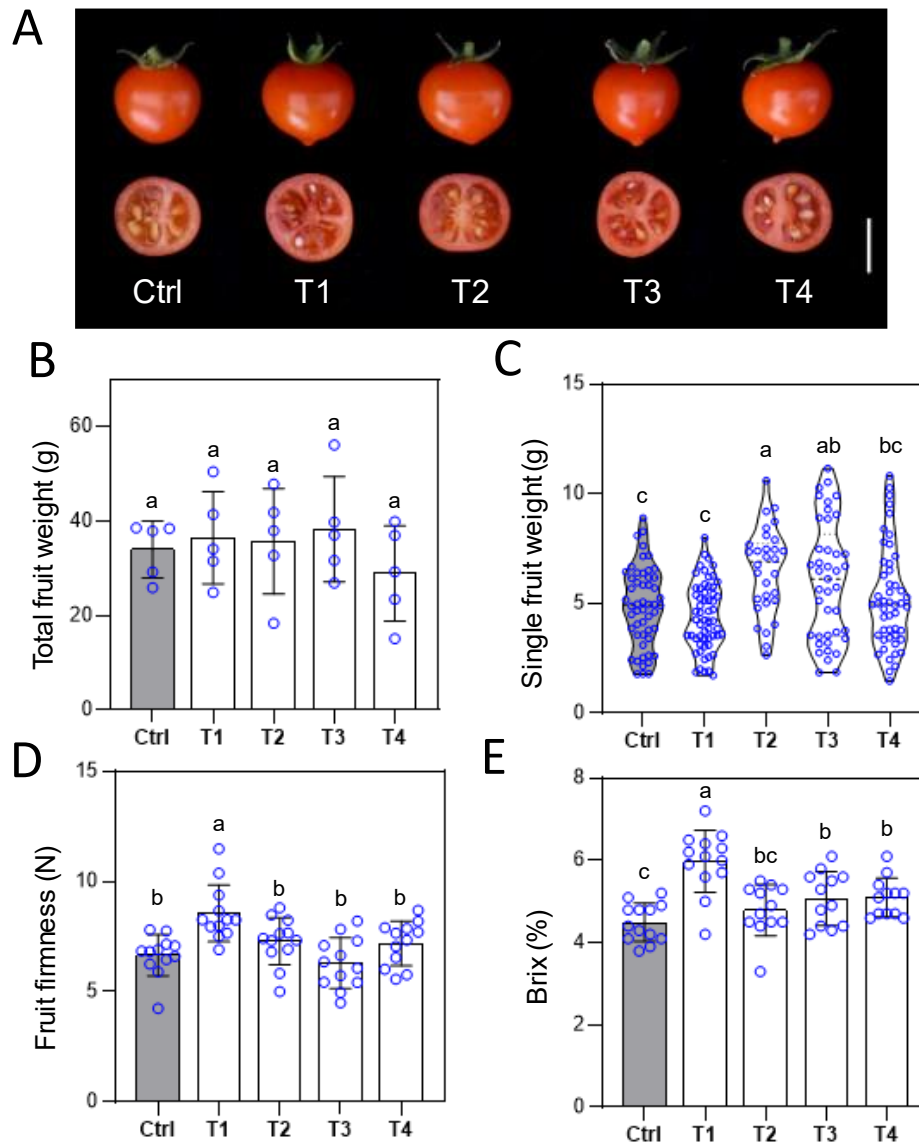 A
Ctrl T1 T2 T3 T4
B
Total fruit weight (g)
60
40
20
0
a a a a a
Ctrl T1 T2 T3 T4
C
Single fruit weight (g)
15
10
5
0
c c a ab bc
Ctrl T1 T2 T3 T4
D
Fruit firmness (N)
15
10
5
0
b a b b b
Ctrl T1 T2 T3 T4
E
Brix (%)
8
6
4
2
0
c a bc b b
Ctrl T1 T2 T3 T4